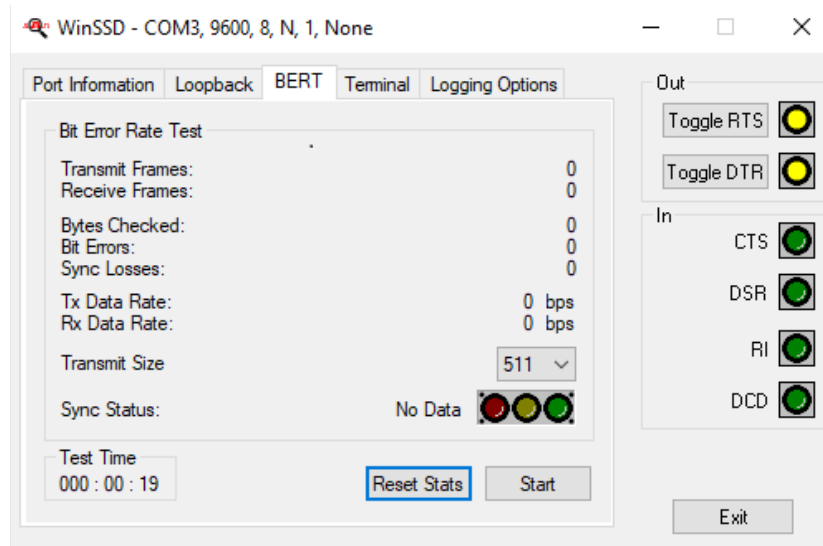 WinSSD - COM3, 9600, 8, N, 1, None
Port Information Loopback BERT Terminal Logging Options
Bit Error Rate Test
Transmit Frames: 0
Receive Frames: 0
Bytes Checked: 0
Bit Errors: 0
Sync Losses: 0
Tx Data Rate: 0 bps
Rx Data Rate: 0 bps
Transmit Size 511
Sync Status: No Data
Test Time
000 : 00 : 19
Reset Stats Start
Out
Toggle RTS
Toggle DTR
In
CTS
DSR
RI
DCD
Exit